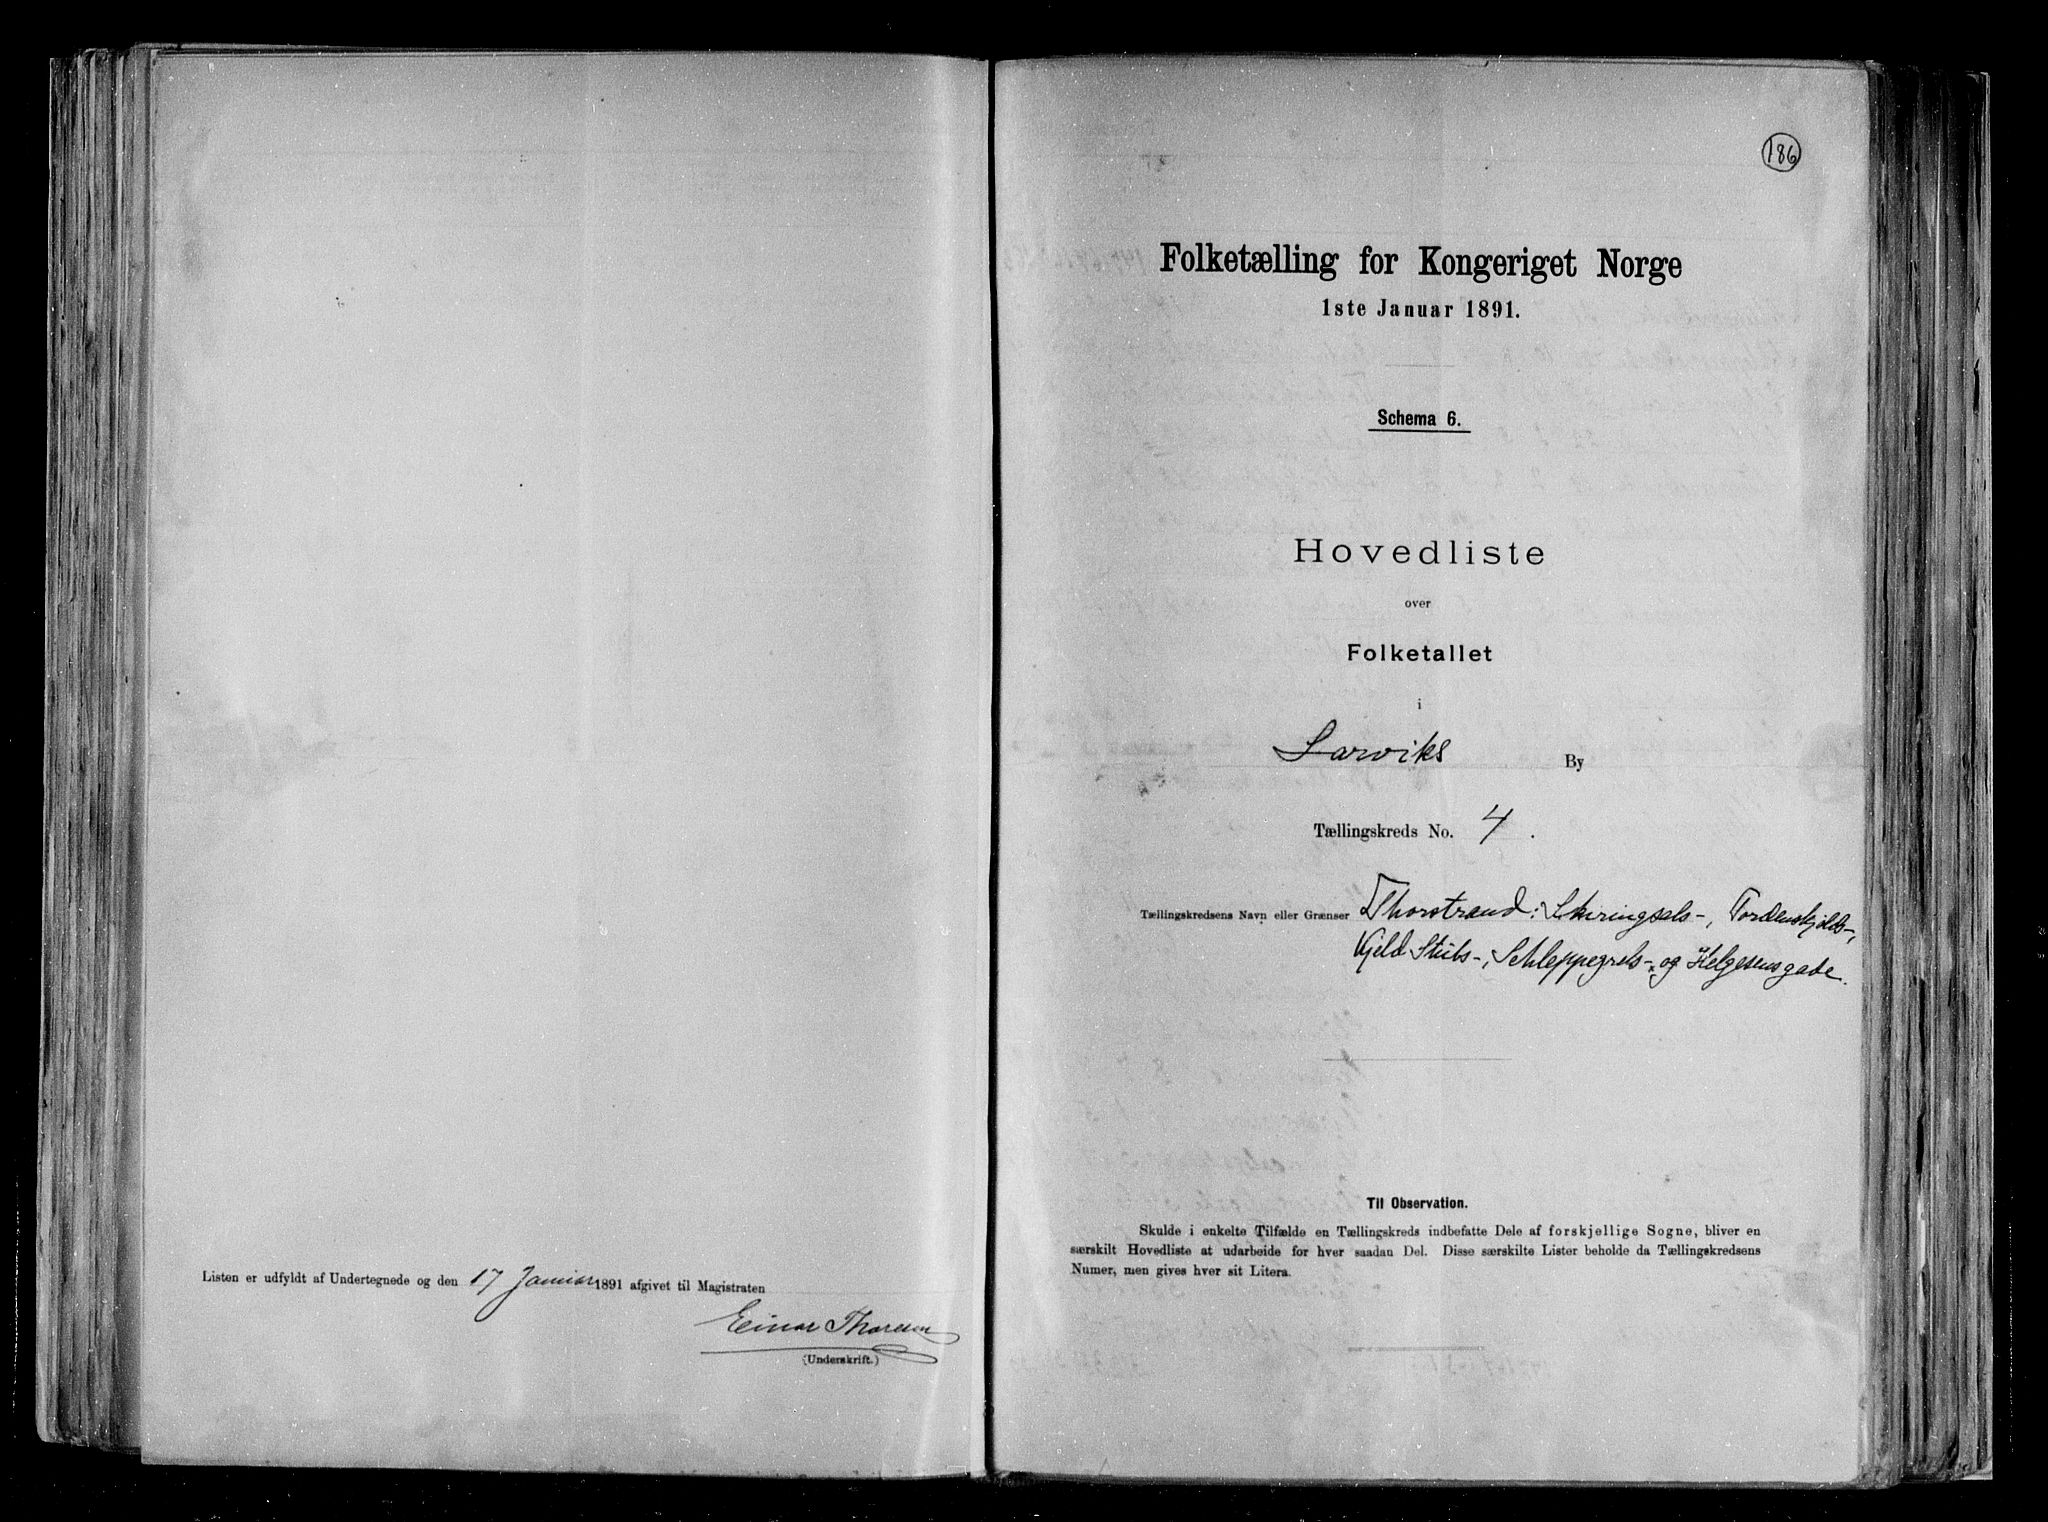 Listen er udfyldt af Undertegnede og den 17 Januar 1891 afgivet til Magistraten
Einar Thoresen
(Underskrift.)
186
Folketælling for Kongeriget Norge
1ste Januar 1891.
Schema 6.
Hovedliste
over
Folketallet
i
Larviks By
Tællingskreds No. 4.
Tællingskredsens Navn eller Grænser Thorstrand: Skiringsals-, Tordenskjolds-,
Kjeld Stubs-, Schleppegrels- og Helgesensgade.
Til Observation.
Skulde i enkelte Tilfælde en Tællingskreds indbefatte Dele af forskjellige Sogne, bliver en
særskilt Hovedliste at udarbeide for hver saadan Del. Disse særskilte Lister beholde da Tællingskredsens
Numer, men gives hver sit Litera.